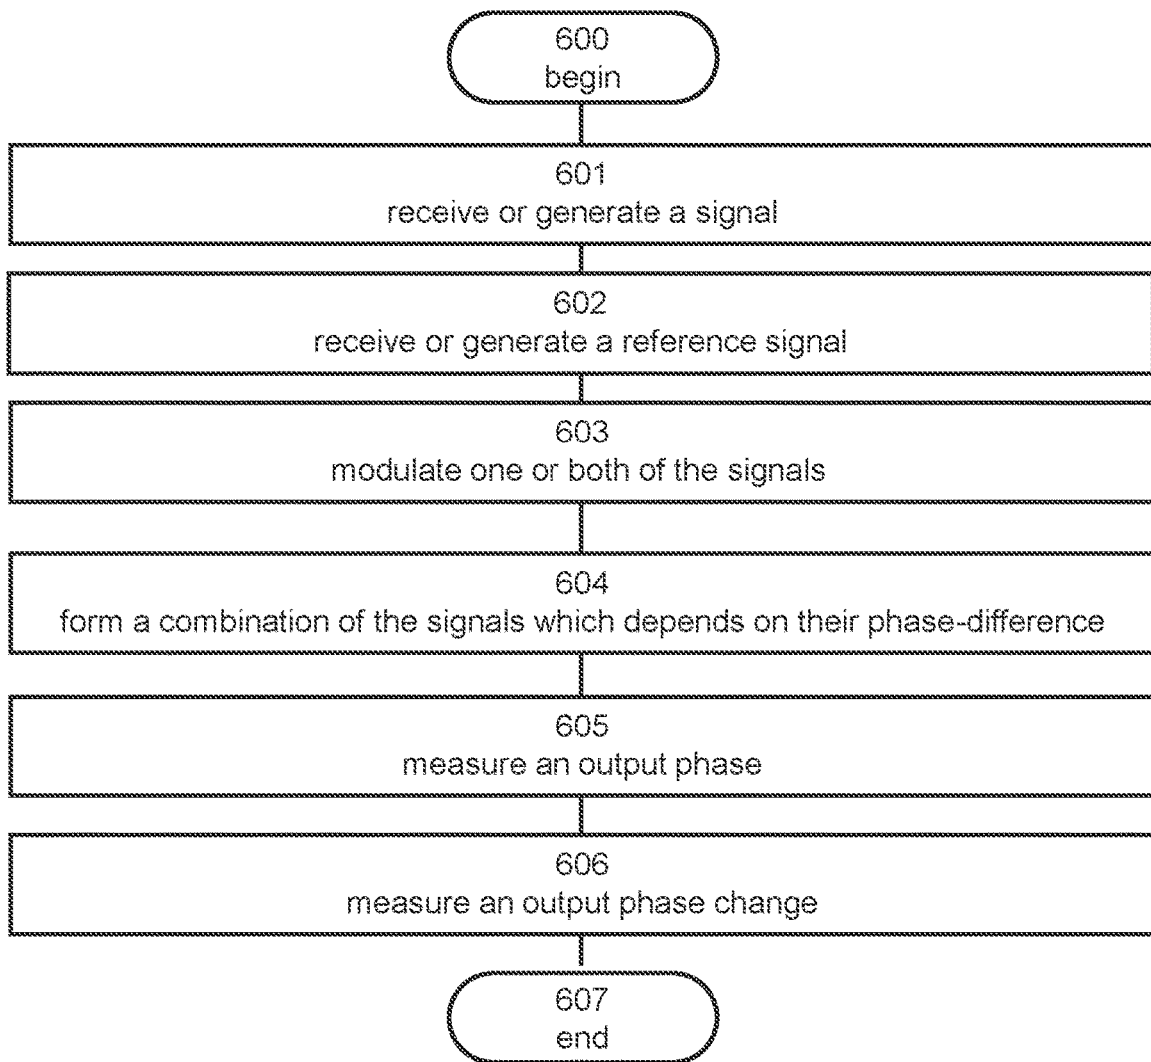 600
begin
601
receive or generate a signal
602
receive or generate a reference signal
603
modulate one or both of the signals
604
form a combination of the signals which depends on their phase-difference
605
measure an output phase
606
measure an output phase change
607
end